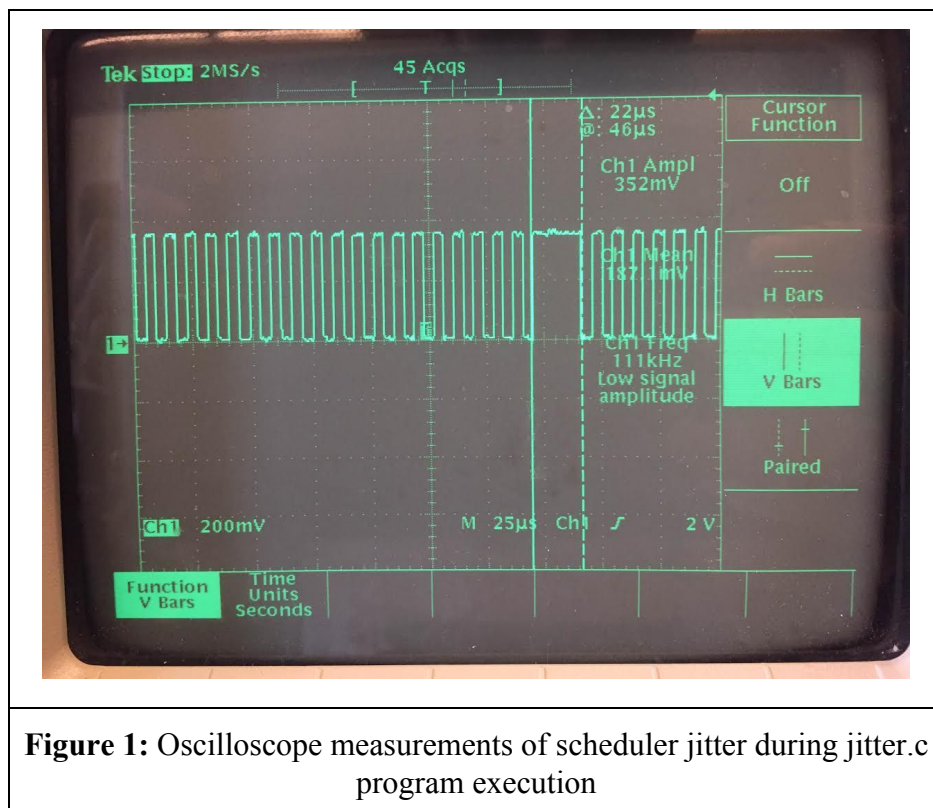 Tek Stop: 2MS/s
45 Acqs
[ T ]
Δ: 22µs
@: 46µs
Ch1 Ampl
352mV
Ch1 Mean
187.1mV
Ch1 Freq
111kHz
Low signal
amplitude
1→
T
Ch1 200mV
M 25µs Ch1 ƒ 2 V
Cursor
Function
Off
H Bars
V Bars
Paired
Function
V Bars
Time
Units
Seconds
Figure 1: Oscilloscope measurements of scheduler jitter during jitter.c
program execution